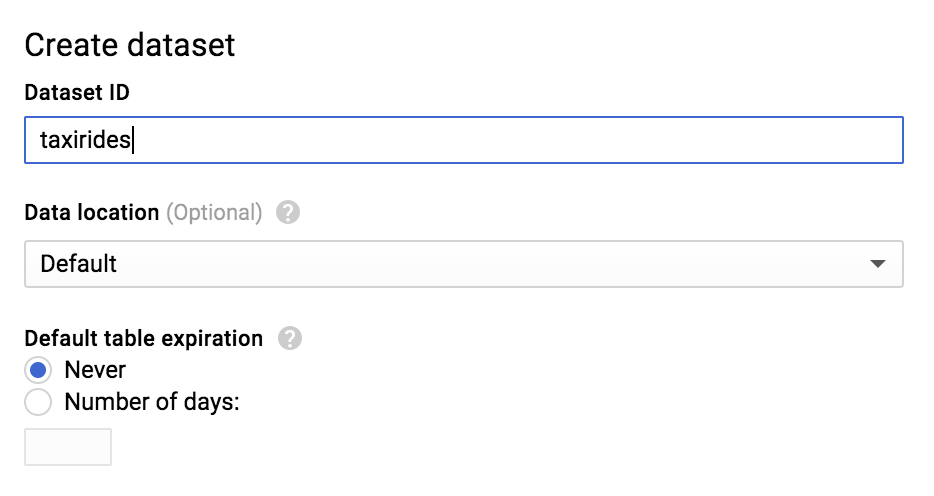 Create dataset
Dataset ID
taxirides
Data location (Optional) ?
Default
Default table expiration ?
Never
Number of days: